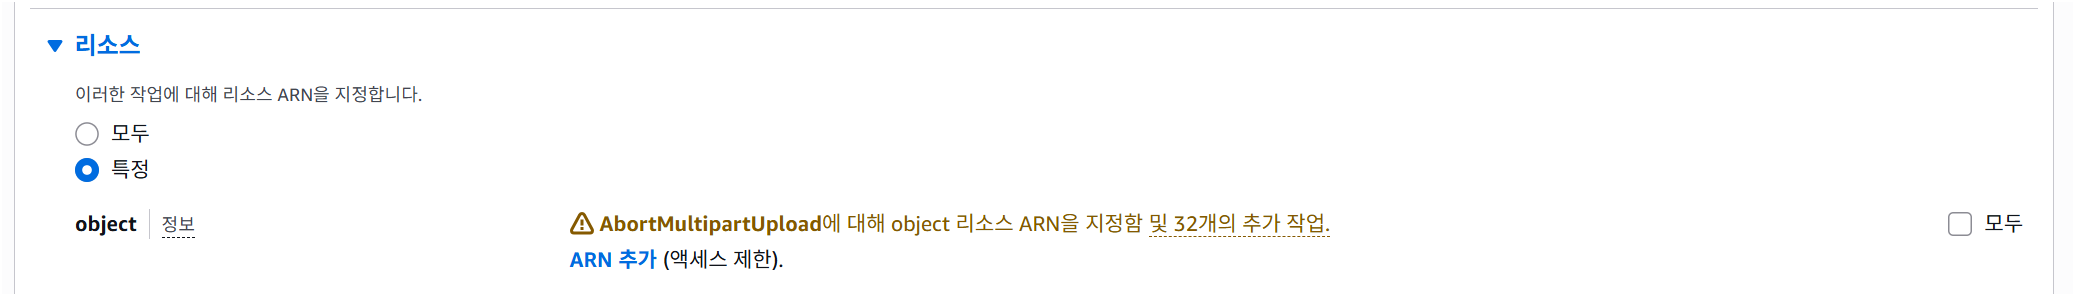 리소스
이러한 작업에 대해 리소스 ARN을 지정합니다.
모두
특정
object 정보 AbortMultipartUpload에 대해 object 리소스 ARN을 지정함 및 32개의 추가 작업. 모두
ARN 추가 (액세스 제한).